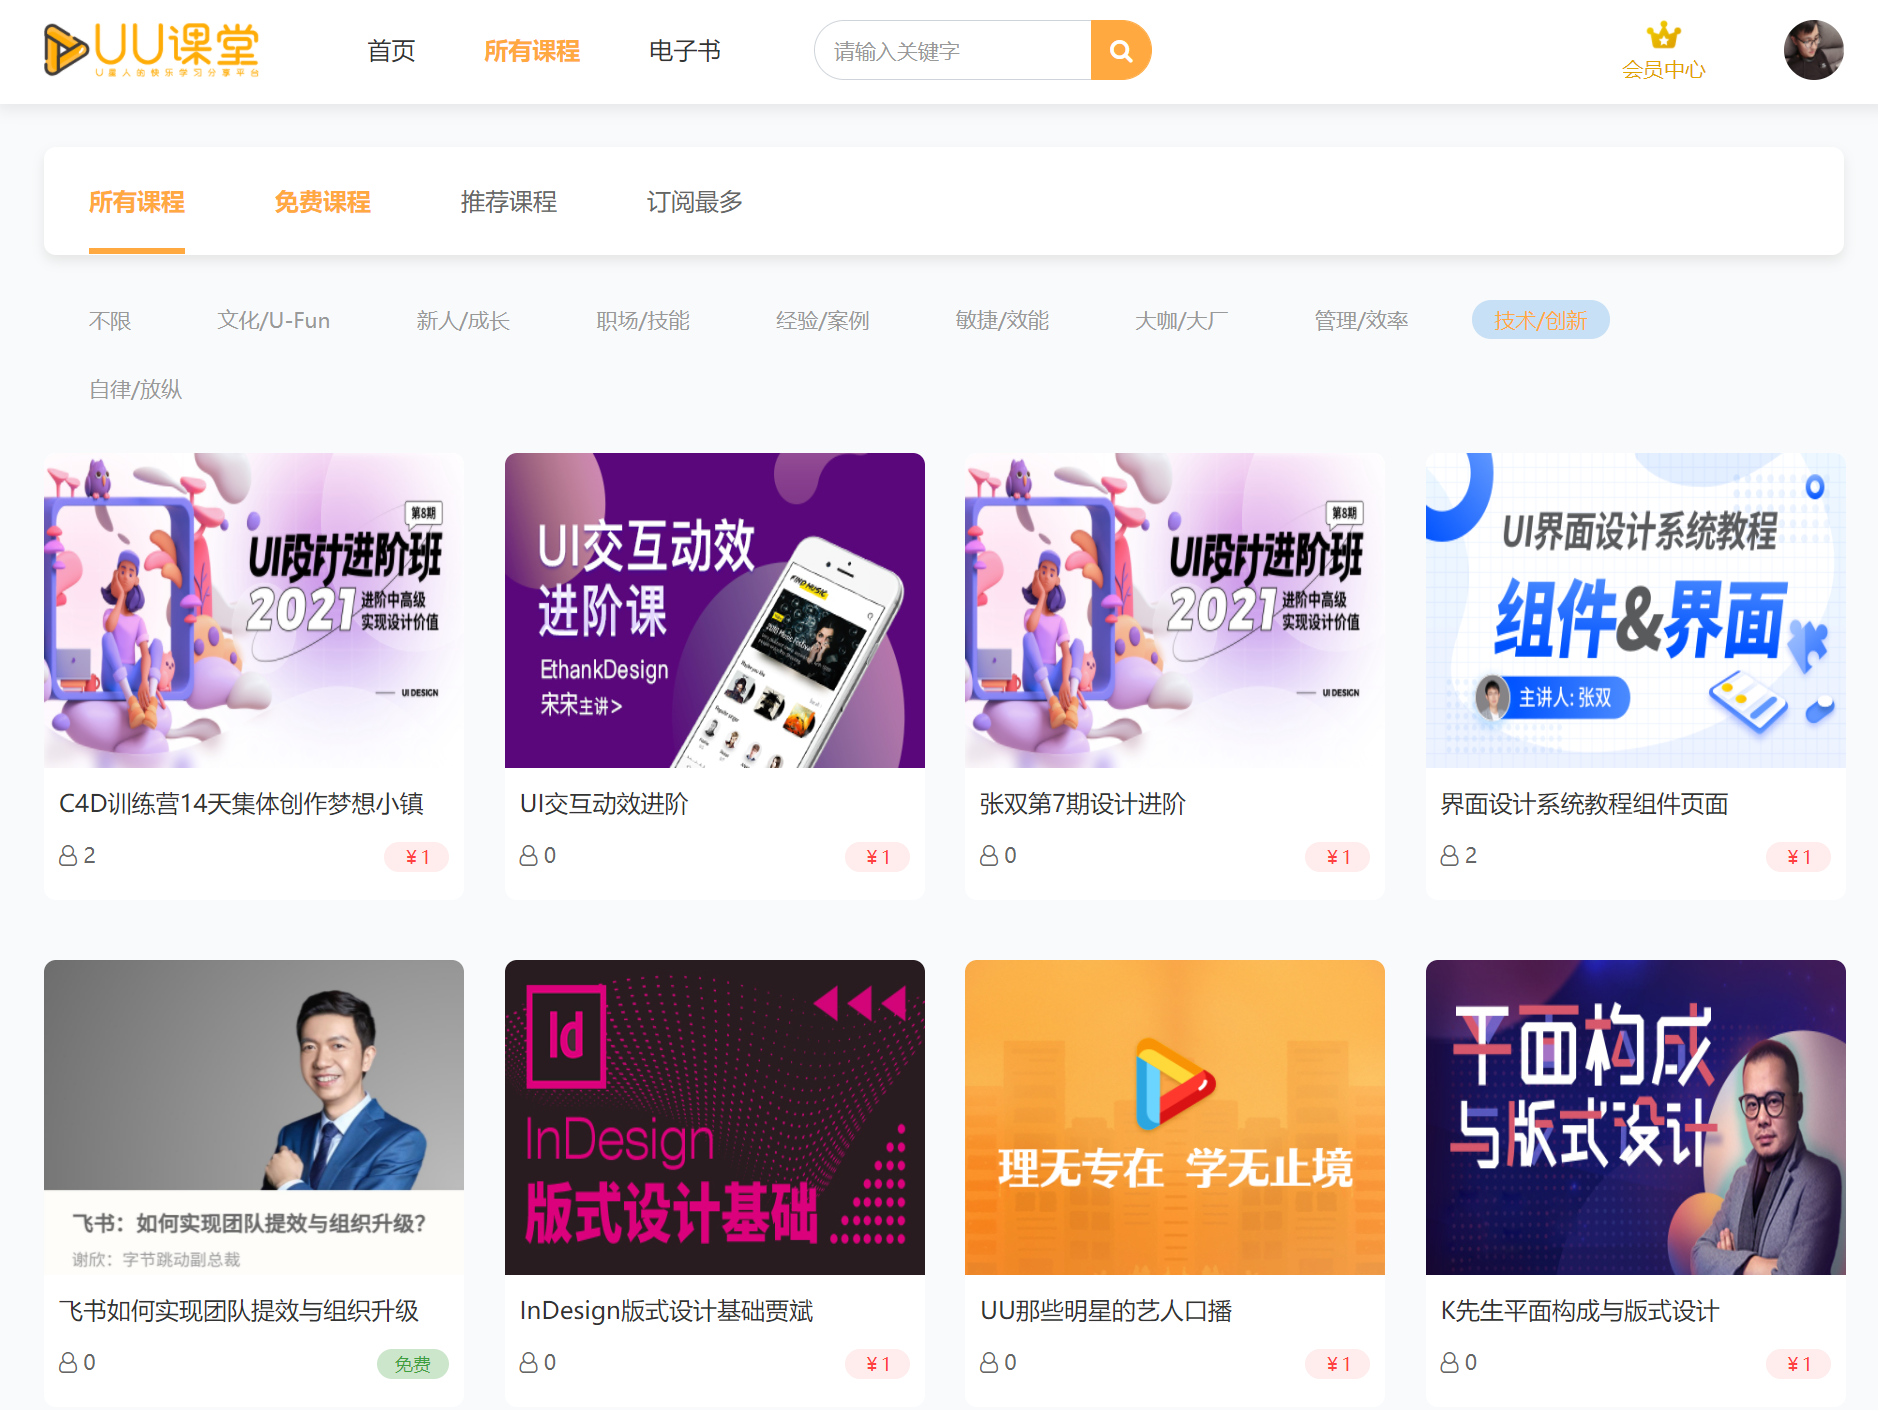 UU课堂
U星人的快乐学习分享平台
首页
所有课程
电子书
请输入关键字
会员中心
所有课程
免费课程
推荐课程
订阅最多
不限
文化/U-Fun
新人/成长
职场/技能
经验/案例
敏捷/效能
大咖/大厂
管理/效率
技术/创新
自律/放纵
第8期
UI设计进阶班
2021
进阶中高级
实现设计价值
UI DESIGN
C4D训练营14天集体创作梦想小镇
2
¥1
UI交互动效
进阶课
EthankDesign
宋宋主讲>
FIND MUSIC
2018 Music Festival
UI交互动效进阶
0
¥1
第8期
UI设计进阶班
2021
进阶中高级
实现设计价值
UI DESIGN
张双第7期设计进阶
0
¥1
UI界面设计系统教程
组件&界面
主讲人: 张双
界面设计系统教程组件页面
2
¥1
飞书：如何实现团队提效与组织升级？
谢欣：字节跳动副总裁
飞书如何实现团队提效与组织升级
0
免费
Id
InDesign
版式设计基础
InDesign版式设计基础贾斌
0
¥1
理无专在 学无止境
UU那些明星的艺人口播
0
¥1
平面构成
与版式设计
K先生平面构成与版式设计
0
¥1